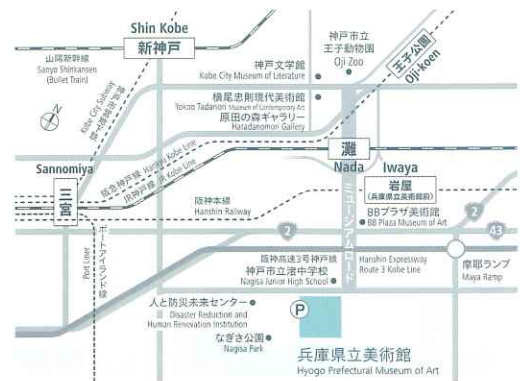 Shin Kobe
新神戸
山陽新幹線
Sanyo Shinkansen
(Bullet Train)
Kobe City Subway
神戸市立
王子動物園
Oji Zoo
王子公園
Oji-koen
神戸文学館
Kobe City Museum of Literature
横尾忠則現代美術館
Yokoo Tadanori Museum of Contemporary Art
原田の森ギャラリー
Haradanomori Gallery
N
Sannomiya
三宮
阪急神戸線 Hankyu Kobe Line
JR神戸線 JR Kobe Line
灘
Nada
Iwaya
岩屋
(兵庫県立美術館前)
阪神本線
Hanshin Railway
BBプラザ美術館
BB Plaza Museum of Art
ミュージアムロード
2
2
43
ポートアイランド線
Port Liner
阪神高速3号神戸線
Hanshin Expressway
Route 3 Kobe Line
神戸市立渚中学校
Nagisa Junior High School
摩耶ランプ
Maya Ramp
人と防災未来センター
Disaster Reduction and
Human Renovation Institution
なぎさ公園
Nagisa Park
P
兵庫県立美術館
Hyogo Prefectural Museum of Art